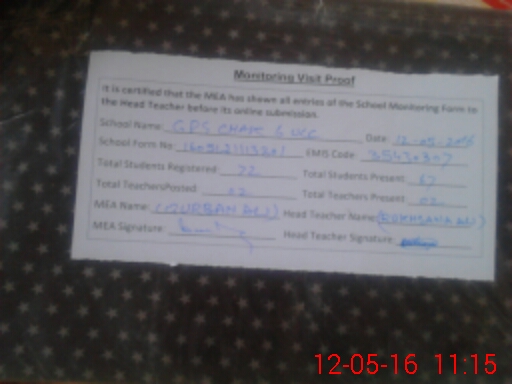 Monitoring Visit Proof
It is certified that the MEA has shown all entries of the School Monitoring Form to
the Head Teacher before its online submission.
School Name: GPS CHAK 6 Date: 12-05-2016
School Form No: EMIS Code: 35430307
Total Students Registered: 72 Total Students Present: 67
Total TeachersPosted: 02 Total Teachers Present: 02
MEA Name: (QURBAN ALI) Head Teacher Name: (RUKHSANA ALI)
MEA Signature: Head Teacher Signature:
12-05-16 11:15